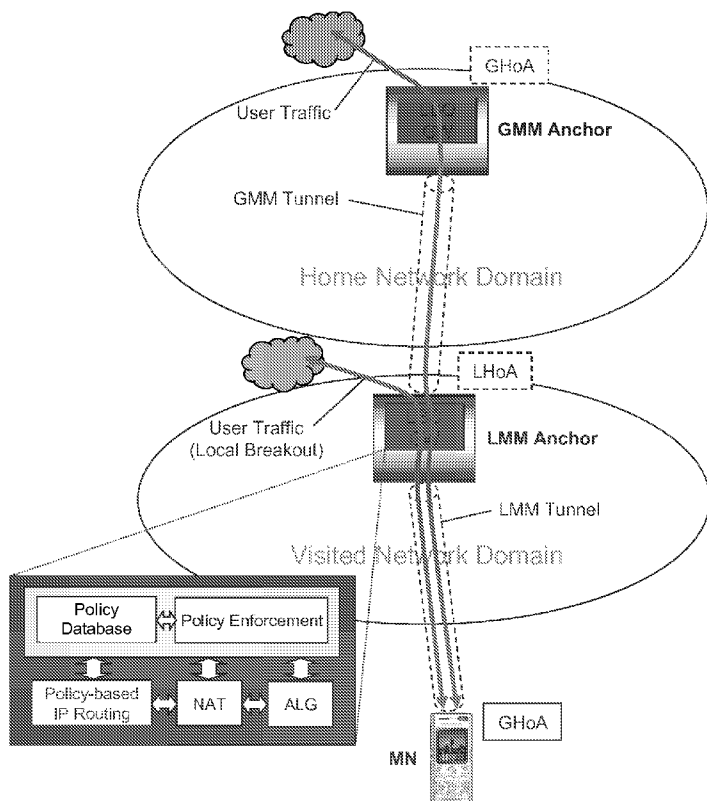 GHoA
User Traffic
GMM Anchor
GMM Tunnel
Home Network Domain
LHoA
User Traffic
(Local Breakout)
LMM Anchor
LMM Tunnel
Visited Network Domain
Policy
Database
Policy Enforcement
Policy-based
IP Routing
NAT
ALG
GHoA
MN